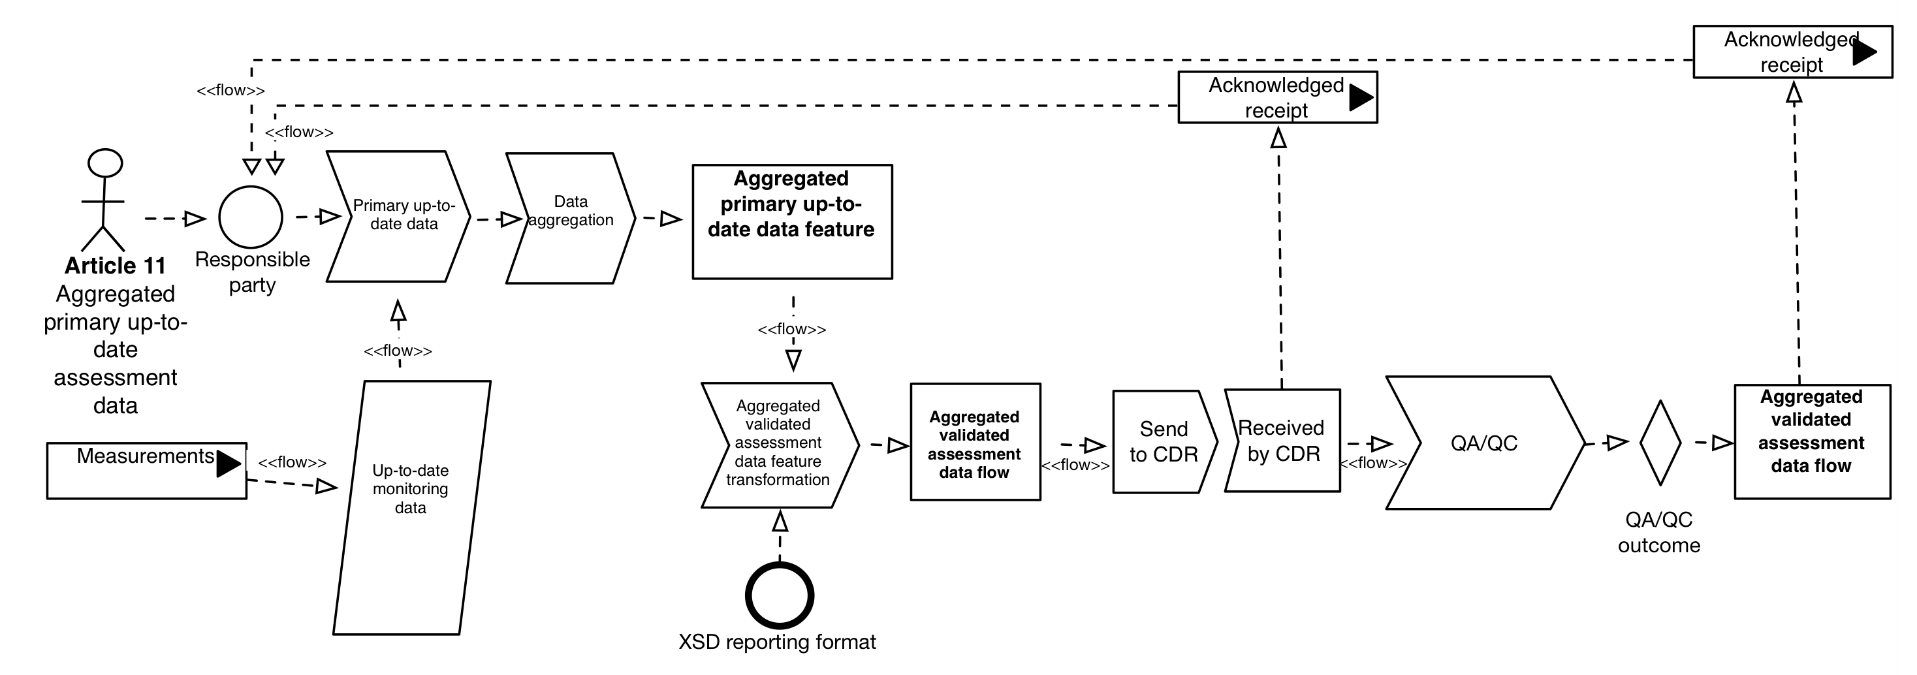 Acknowledged
receipt
Acknowledged
receipt
<<flow>>
<<flow>>
Article 11
Aggregated
primary up-to-
date
assessment
data
Responsible
party
Primary up-to-
date data
Data
aggregation
Aggregated
primary up-to-
date data feature
<<flow>>
<<flow>>
Measurements
<<flow>>
Up-to-date
monitoring
data
Aggregated
validated
assessment
data feature
transformation
Aggregated
validated
assessment
data flow
<<flow>>
Send
to CDR
Received
by CDR
<<flow>>
QA/QC
QA/QC
outcome
Aggregated
validated
assessment
data flow
XSD reporting format